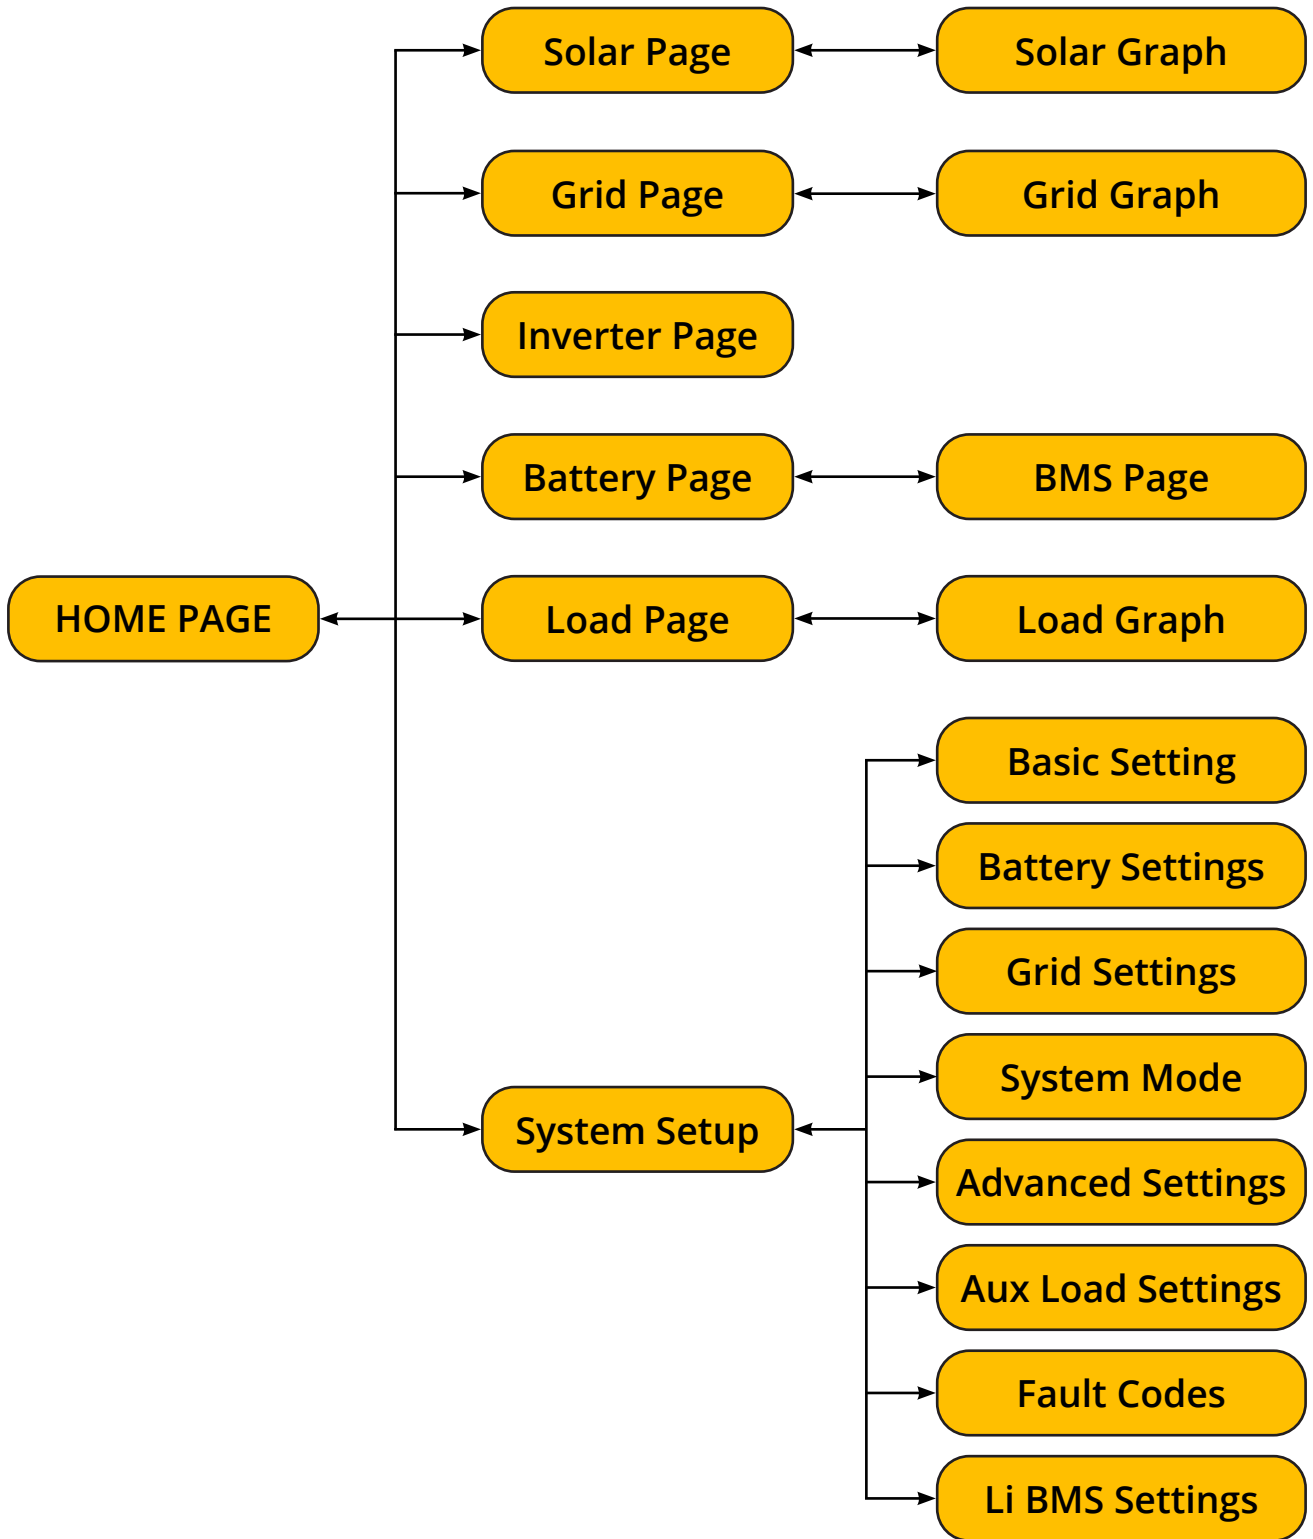 Solar Page
Solar Graph
Grid Page
Grid Graph
Inverter Page
Battery Page
BMS Page
HOME PAGE
Load Page
Load Graph
Basic Setting
Battery Settings
Grid Settings
System Mode
System Setup
Advanced Settings
Aux Load Settings
Fault Codes
Li BMS Settings